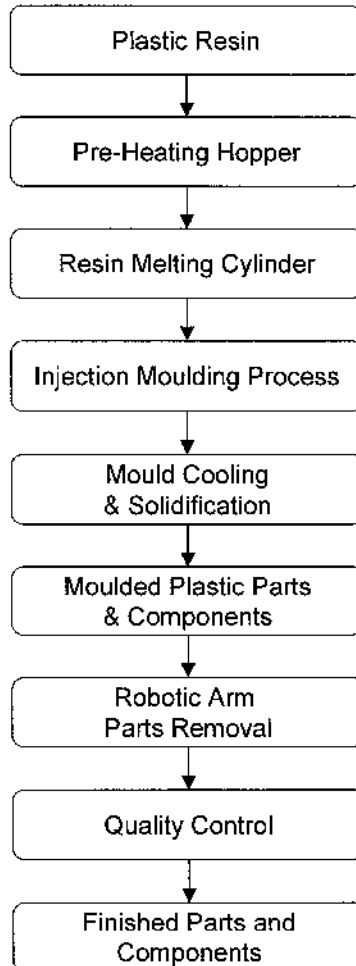 Plastic Resin
Pre-Heating Hopper
Resin Melting Cylinder
Injection Moulding Process
Mould Cooling
& Solidification
Moulded Plastic Parts
& Components
Robotic Arm
Parts Removal
Quality Control
Finished Parts and
Components